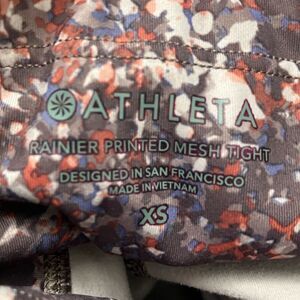 ATHLETA
RAINIER PRINTED MESH TIGHT
DESIGNED IN SAN FRANCISCO
MADE IN VIETNAM
XS